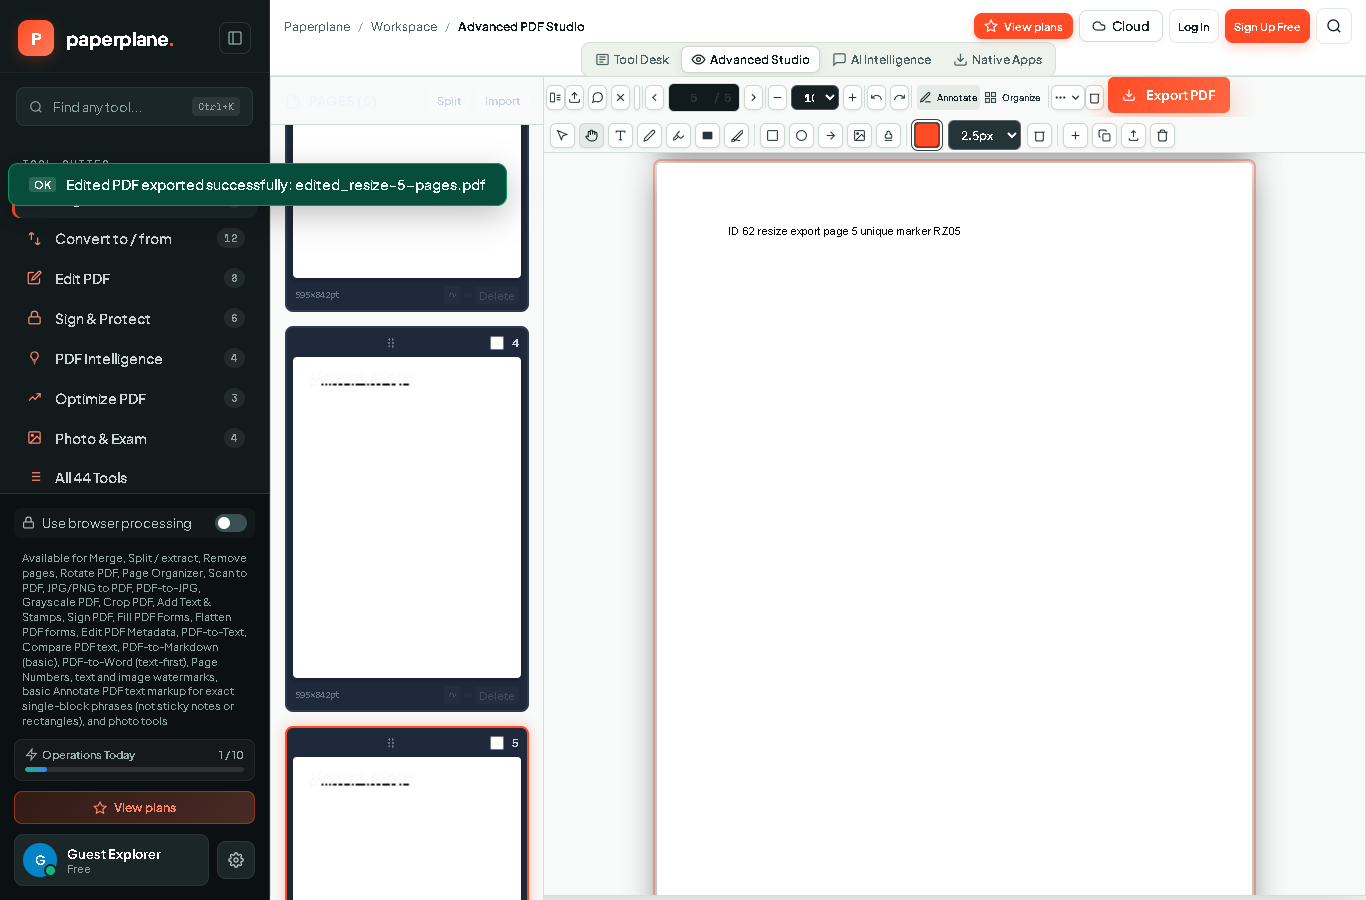 P paperplane.
Find any tool... Ctrl+K
OK Edited PDF exported successfully: edited_resize-5-pages.pdf
Convert to / from 12
Edit PDF 8
Sign & Protect 6
PDF Intelligence 4
Optimize PDF 3
Photo & Exam 4
All 44 Tools
Use browser processing
Available for Merge, Split / extract, Remove
pages, Rotate PDF, Page Organizer, Scan to
PDF, JPG/PNG to PDF, PDF-to-JPG,
Grayscale PDF, Crop PDF, Add Text &
Stamps, Sign PDF, Fill PDF Forms, Flatten
PDF forms, Edit PDF Metadata, PDF-to-Text,
Compare PDF text, PDF-to-Markdown
(basic), PDF-to-Word (text-first), Page
Numbers, text and image watermarks,
basic Annotate PDF text markup for exact
single-block phrases (not sticky notes or
rectangles), and photo tools
Operations Today 1 / 10
View plans
G Guest Explorer
Free
Paperplane / Workspace / Advanced PDF Studio
View plans Cloud Log In Sign Up Free
Tool Desk Advanced Studio AI Intelligence Native Apps
PAGES (5) Split Import
595×842pt Delete
4
595×842pt Delete
5
5 / 5 Annotate Organize Export PDF
2.5px
ID 62 resize export page 5 unique marker RZ05